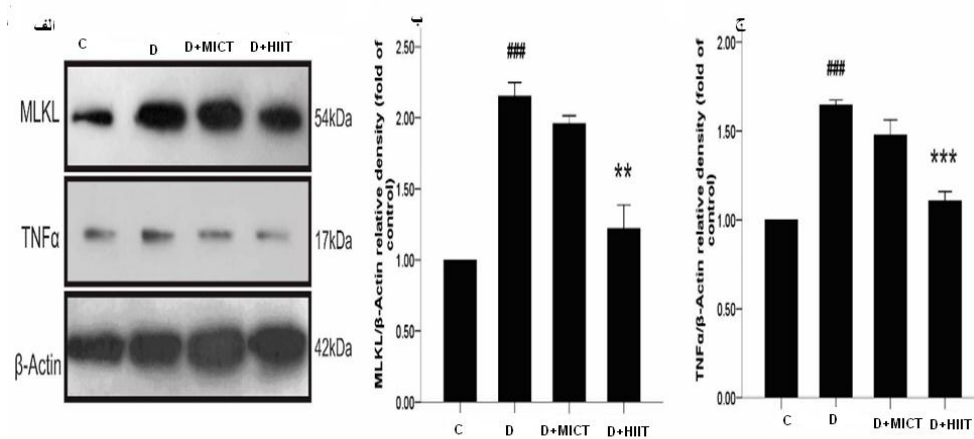 الف
C D D+MICT D+HIIT
MLKL 54kDa
TNFα 17kDa
β-Actin 42kDa
ب
MLKL/β-Actin relative density (fold of
control)
2.50
2.00
1.50
1.00
0.50
0.00
###
**
C D D+MICT D+HIIT
ج
TNFα/β-Actin relative density (fold of
control)
2.00
1.50
1.00
0.50
0.00
###
***
C D D+MICT D+HIIT